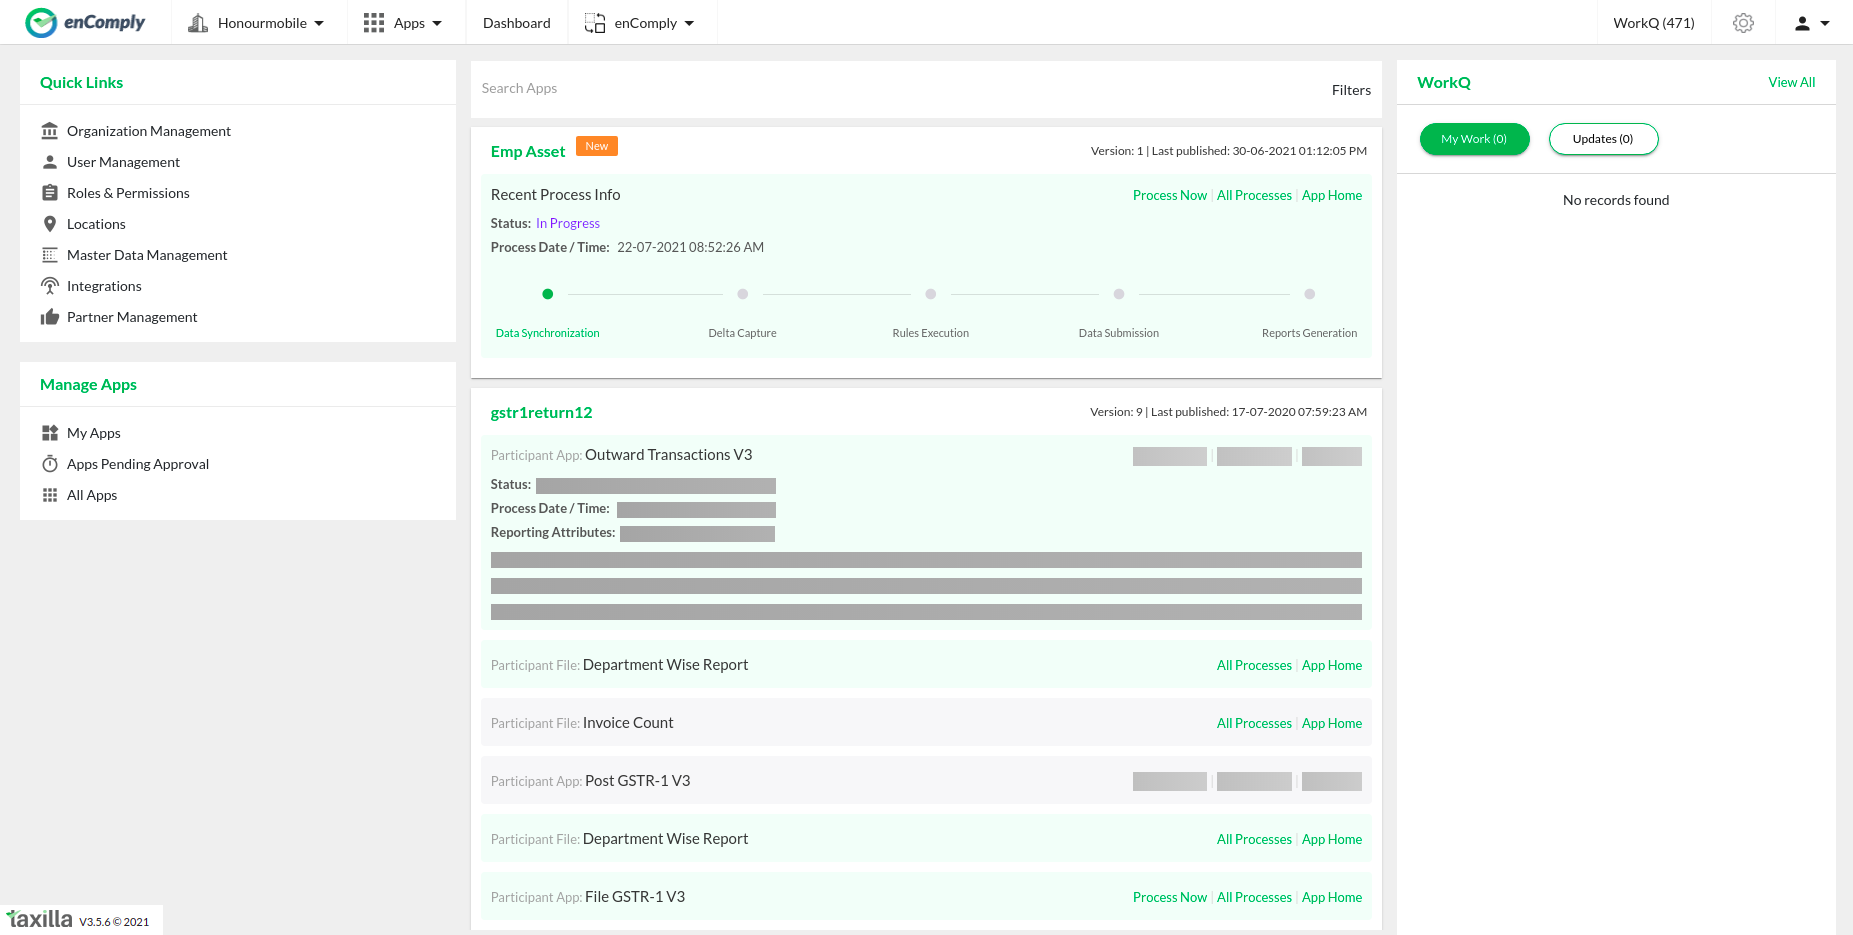 enComply Honourmobile Apps Dashboard enComply WorkQ (471)
Quick Links
Organization Management
User Management
Roles & Permissions
Locations
Master Data Management
Integrations
Partner Management
Manage Apps
My Apps
Apps Pending Approval
All Apps
Search Apps Filters
Emp Asset New Version: 1 | Last published: 30-06-2021 01:12:05 PM
Recent Process Info Process Now | All Processes | App Home
Status: In Progress
Process Date / Time: 22-07-2021 08:52:26 AM
Data Synchronization Delta Capture Rules Execution Data Submission Reports Generation
gstr1return12 Version: 9 | Last published: 17-07-2020 07:59:23 AM
Participant App: Outward Transactions V3 | |
Status:
Process Date / Time:
Reporting Attributes:
Participant File: Department Wise Report All Processes | App Home
Participant File: Invoice Count All Processes | App Home
Participant App: Post GSTR-1 V3 | |
Participant File: Department Wise Report All Processes | App Home
Participant App: File GSTR-1 V3 Process Now | All Processes | App Home
WorkQ View All
My Work (0) Updates (0)
No records found
taxilla V3.5.6 © 2021